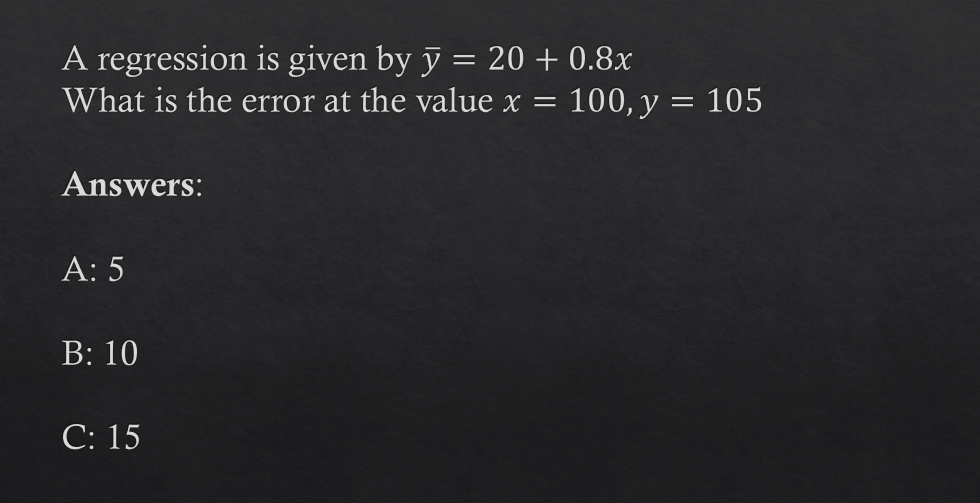 A regression is given by ȳ = 20 + 0.8x
What is the error at the value x = 100, y = 105
Answers:
A: 5
B: 10
C: 15